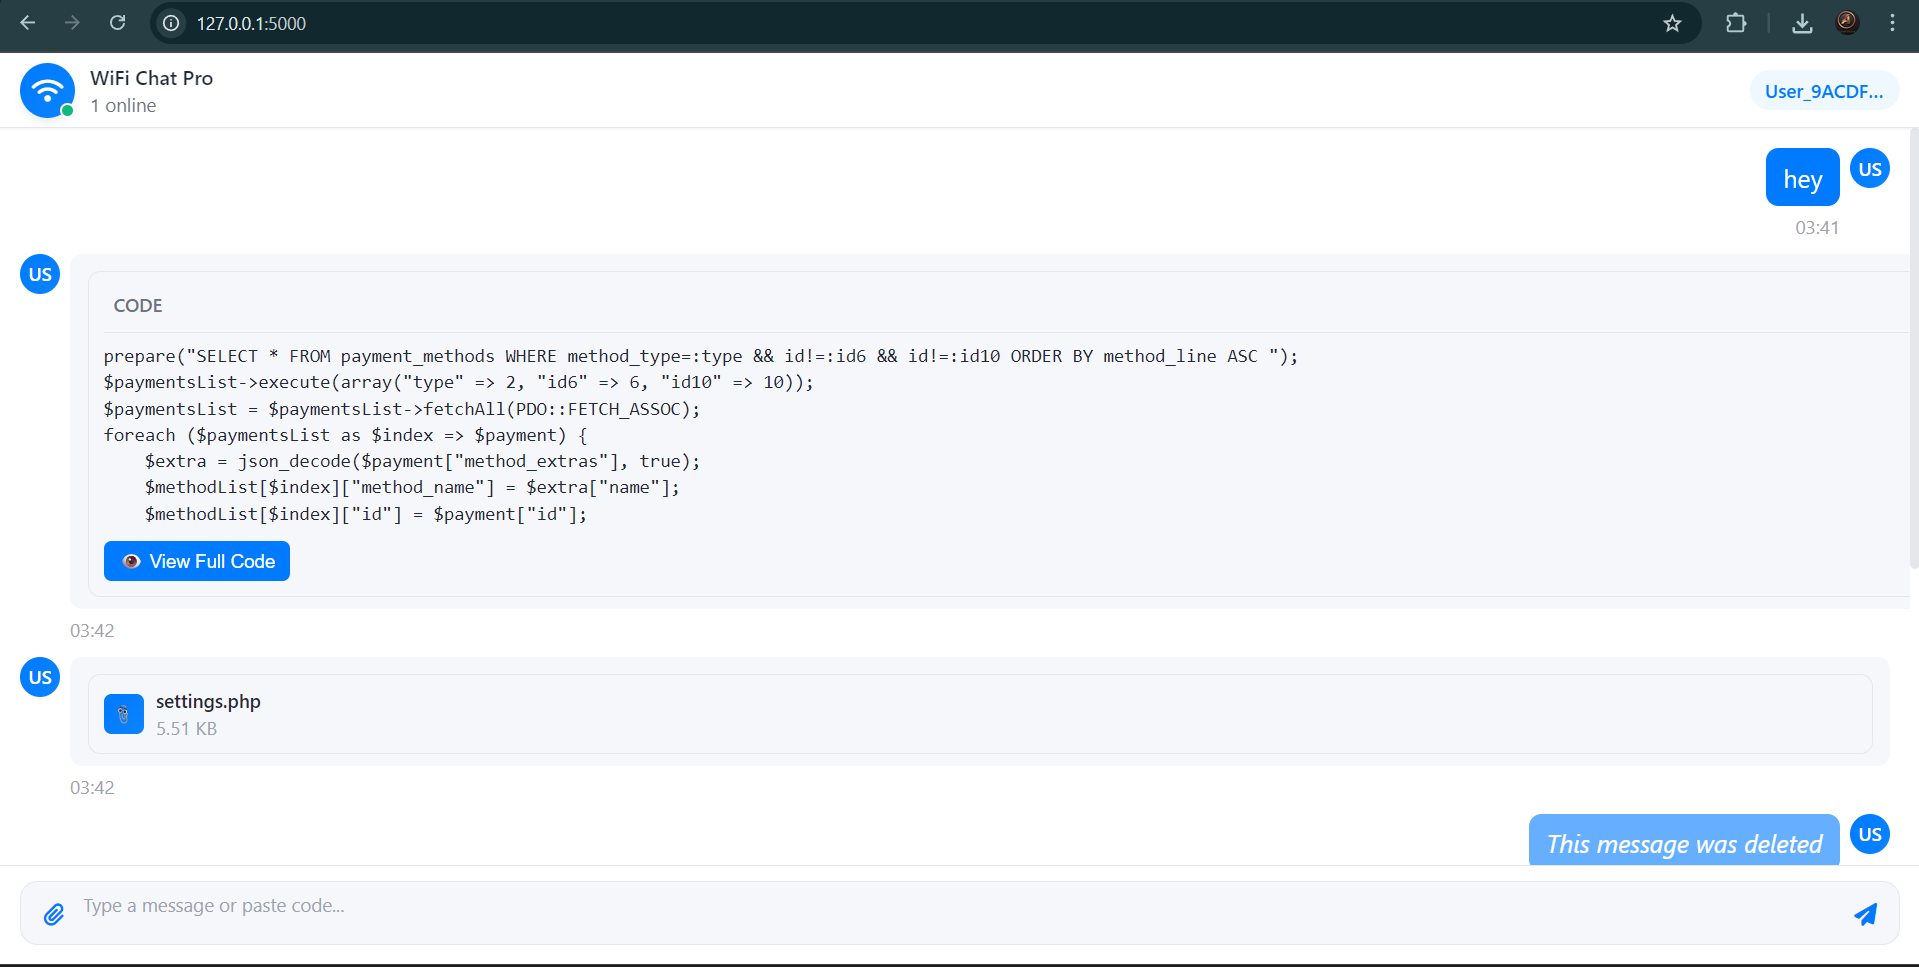 127.0.0.1:5000
WiFi Chat Pro
1 online
User_9ACDF...
hey
US
03:41
US
CODE
prepare("SELECT * FROM payment_methods WHERE method_type=:type && id!=:id6 && id!=:id10 ORDER BY method_line ASC ");
$paymentsList->execute(array("type" => 2, "id6" => 6, "id10" => 10));
$paymentsList = $paymentsList->fetchAll(PDO::FETCH_ASSOC);
foreach ($paymentsList as $index => $payment) {
    $extra = json_decode($payment["method_extras"], true);
    $methodList[$index]["method_name"] = $extra["name"];
    $methodList[$index]["id"] = $payment["id"];
View Full Code
03:42
US
settings.php
5.51 KB
03:42
This message was deleted
US
Type a message or paste code...